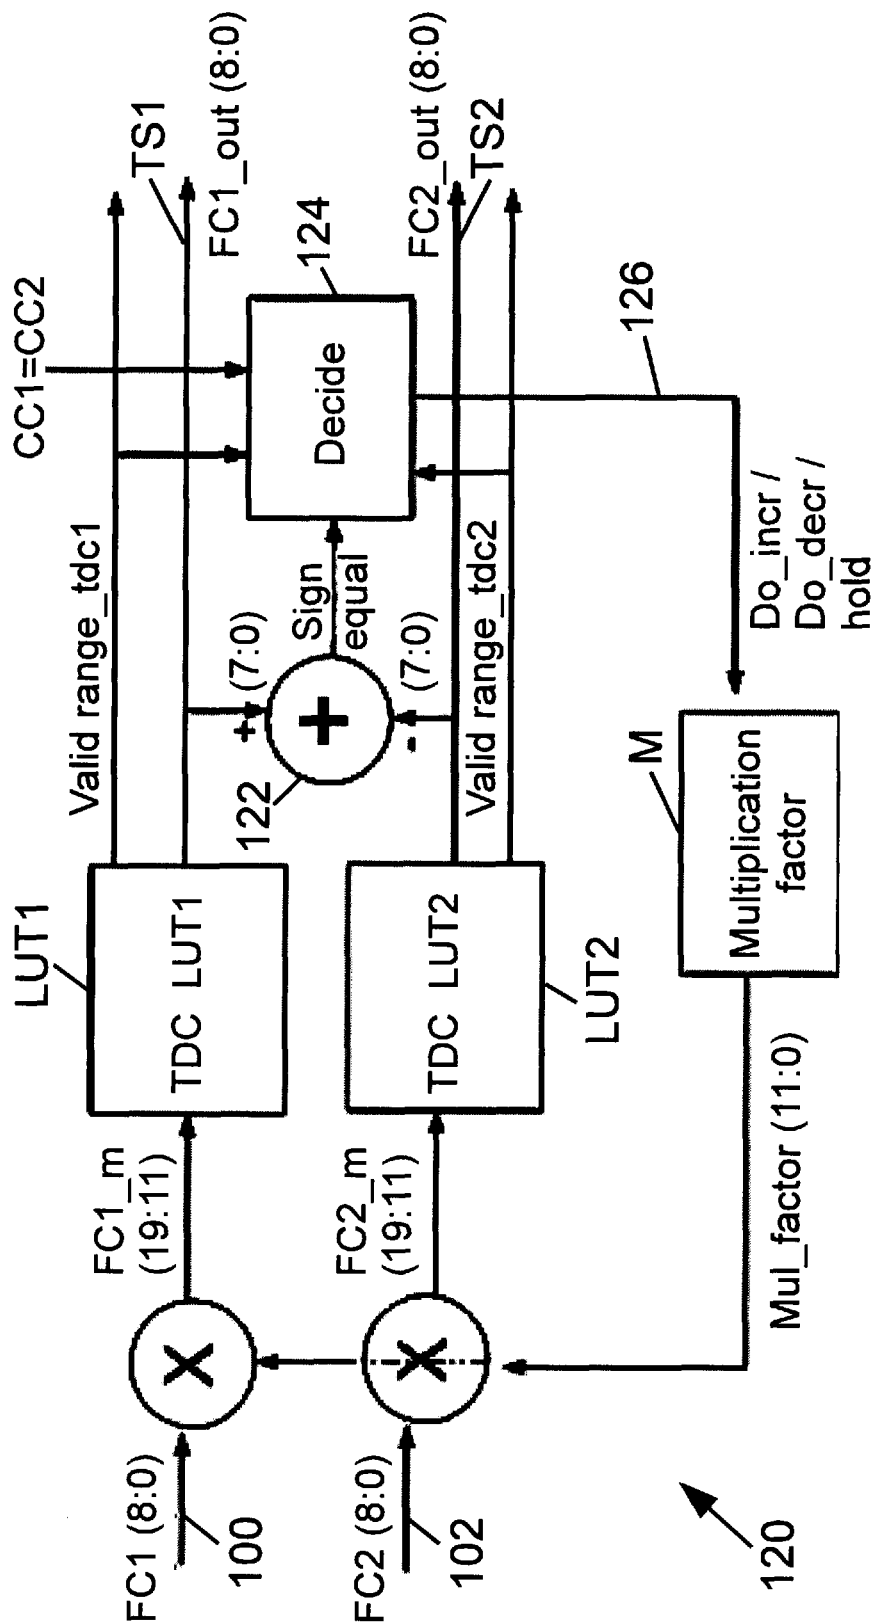 LUT1
CC1=CC2
Valid range_tdc1
TS1
FC1_m
(19:11)
TDC LUT1
FC1_out (8:0)
FC1 (8:0)
X
100
122
+
(7:0)
+
Sign
equal
Decide
124
-
(7:0)
FC2_m
(19:11)
TDC LUT2
FC2_out (8:0)
FC2 (8:0)
X
102
Valid range_tdc2
TS2
LUT2
126
M
Mul_factor (11:0)
Multiplication
factor
Do_incr /
Do_decr /
hold
120